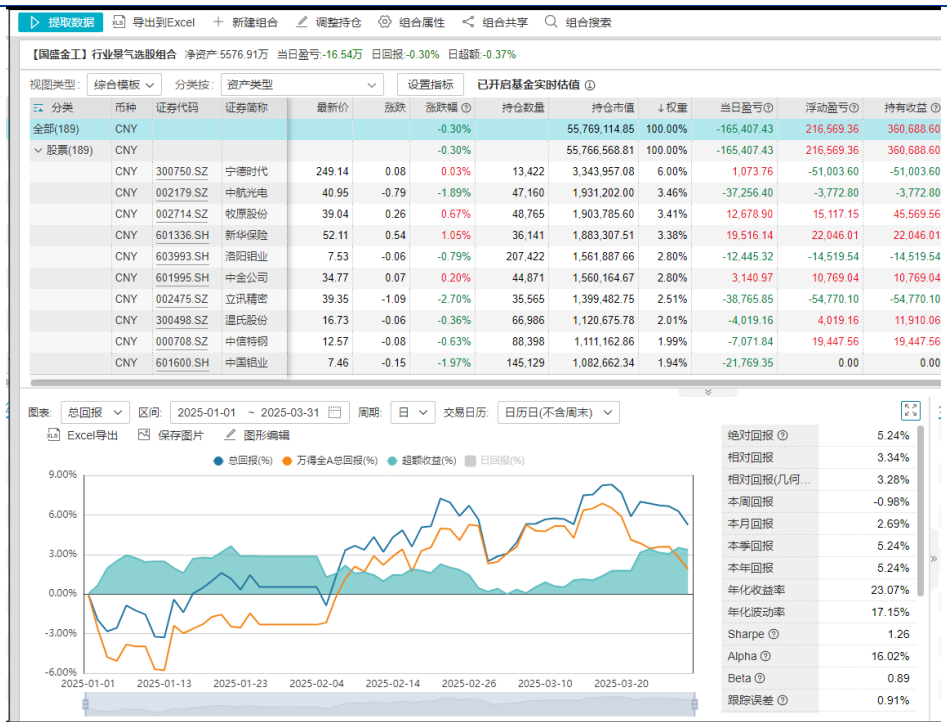 提取数据 导出到Excel 新建组合 调整持仓 组合属性 组合共享 组合搜索
【国盛金工】行业景气选股组合 净资产:5576.91万 当日盈亏:-16.54万 日回报:-0.30% 日超额:-0.37%
视图类型: 综合模板 分类按: 资产类型 设置指标 已开启基金实时估值
分类 币种 证券代码 证券简称 最新价 涨跌 涨跌幅 持仓数量 持仓市值 ↓权重 当日盈亏 浮动盈亏 持有收益
全部(189) CNY -0.30% 55,769,114.85 100.00% -165,407.43 216,569.36 360,688.60
股票(189) CNY -0.30% 55,766,568.81 100.00% -165,407.43 216,569.36 360,688.60
CNY 300750.SZ 宁德时代 249.14 0.08 0.03% 13,422 3,343,957.08 6.00% 1,073.76 -51,003.60 -51,003.60
CNY 002179.SZ 中航光电 40.95 -0.79 -1.89% 47,160 1,931,202.00 3.46% -37,256.40 -3,772.80 -3,772.80
CNY 002714.SZ 牧原股份 39.04 0.26 0.67% 48,765 1,903,785.60 3.41% 12,678.90 15,117.15 45,569.56
CNY 601336.SH 新华保险 52.11 0.54 1.05% 36,141 1,883,307.51 3.38% 19,516.14 22,046.01 22,046.01
CNY 603993.SH 洛阳钼业 7.53 -0.06 -0.79% 207,422 1,561,887.66 2.80% -12,445.32 -14,519.54 -14,519.54
CNY 601995.SH 中金公司 34.77 0.07 0.20% 44,871 1,560,164.67 2.80% 3,140.97 10,769.04 10,769.04
CNY 002475.SZ 立讯精密 39.35 -1.09 -2.70% 35,565 1,399,482.75 2.51% -38,765.85 -54,770.10 -54,770.10
CNY 300498.SZ 温氏股份 16.73 -0.06 -0.36% 66,986 1,120,675.78 2.01% -4,019.16 4,019.16 11,910.06
CNY 000708.SZ 中信特钢 12.57 -0.08 -0.63% 88,398 1,111,162.86 1.99% -7,071.84 19,447.56 19,447.56
CNY 601600.SH 中国铝业 7.46 -0.15 -1.97% 145,129 1,082,662.34 1.94% -21,769.35 0.00 0.00
图表: 总回报 区间: 2025-01-01 ~ 2025-03-31 周期: 日 交易日历: 日历日(不含周末)
Excel导出 保存图片 图形编辑
总回报(%) 万得全A总回报(%) 超额收益(%) 日回报(%)
9.00%
6.00%
3.00%
0.00%
-3.00%
-6.00%
2025-01-01 2025-01-13 2025-01-23 2025-02-04 2025-02-14 2025-02-26 2025-03-10 2025-03-20
绝对回报 5.24%
相对回报 3.34%
相对回报(几何... 3.28%
本周回报 -0.98%
本月回报 2.69%
本季回报 5.24%
本年回报 5.24%
年化收益率 23.07%
年化波动率 17.15%
Sharpe 1.26
Alpha 16.02%
Beta 0.89
跟踪误差 0.91%